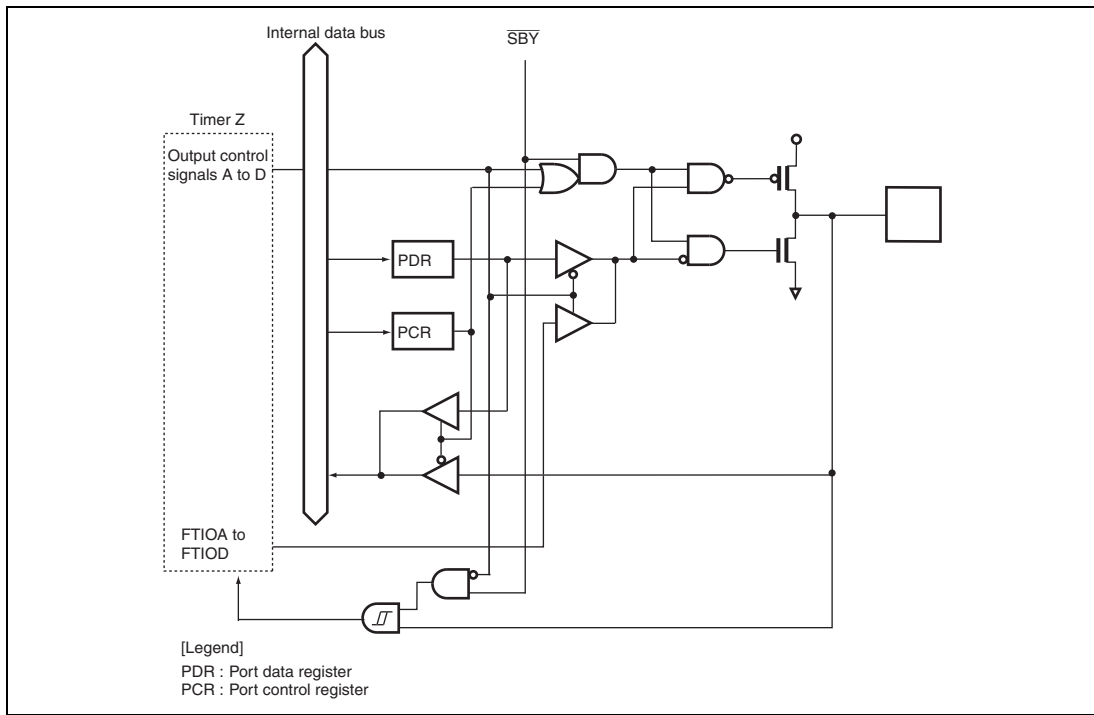 Internal data bus
S̅B̅Y̅
Timer Z
Output control
signals A to D
PDR
PCR
FTIOA to
FTIOD
[Legend]
PDR : Port data register
PCR : Port control register